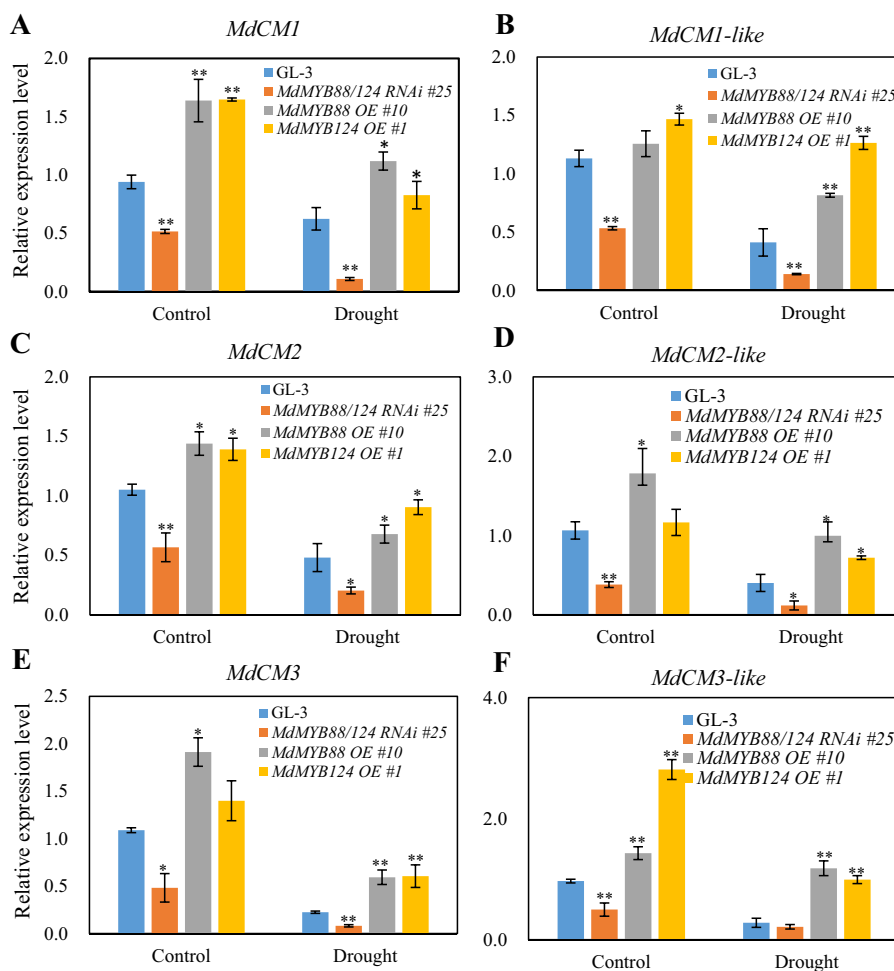 A
MdCM1
Relative expression level
2.0
1.5
1.0
0.5
0.0
GL-3
MdMYB88/124 RNAi #25
MdMYB88 OE #10
MdMYB124 OE #1
**
**
**
**
*
*
Control
Drought
B
MdCM1-like
2.0
1.5
1.0
0.5
0.0
GL-3
MdMYB88/124 RNAi #25
MdMYB88 OE #10
MdMYB124 OE #1
**
*
**
**
**
Control
Drought
C
MdCM2
Relative expression level
2.0
1.5
1.0
0.5
0.0
GL-3
MdMYB88/124 RNAi #25
MdMYB88 OE #10
MdMYB124 OE #1
**
*
*
*
*
*
Control
Drought
D
MdCM2-like
3.0
2.0
1.0
0.0
GL-3
MdMYB88/124 RNAi #25
MdMYB88 OE #10
MdMYB124 OE #1
**
*
*
*
*
Control
Drought
E
MdCM3
Relative expression level
2.5
2.0
1.5
1.0
0.5
0.0
GL-3
MdMYB88/124 RNAi #25
MdMYB88 OE #10
MdMYB124 OE #1
*
*
**
**
**
Control
Drought
F
MdCM3-like
4.0
2.0
0.0
GL-3
MdMYB88/124 RNAi #25
MdMYB88 OE #10
MdMYB124 OE #1
**
**
**
**
**
Control
Drought